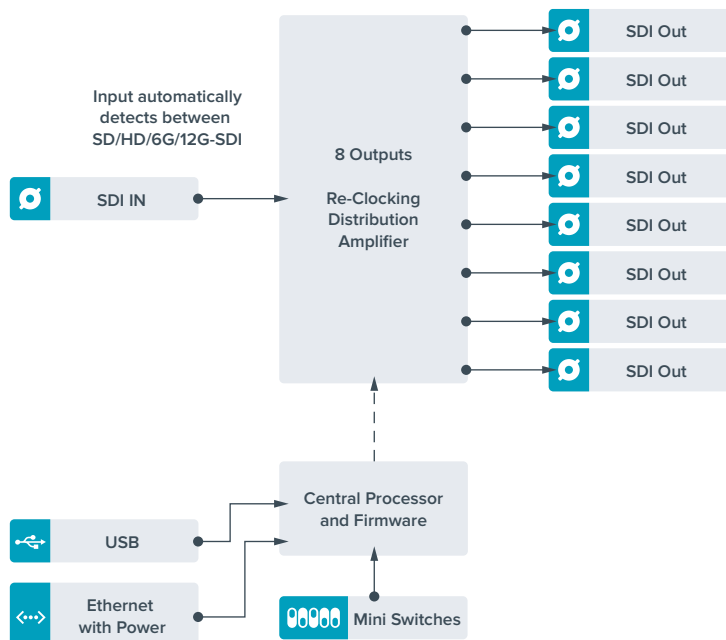 Input automatically
detects between
SD/HD/6G/12G-SDI
SDI IN
8 Outputs
Re-Clocking
Distribution
Amplifier
SDI Out
SDI Out
SDI Out
SDI Out
SDI Out
SDI Out
SDI Out
SDI Out
Central Processor
and Firmware
USB
Ethernet
with Power
Mini Switches